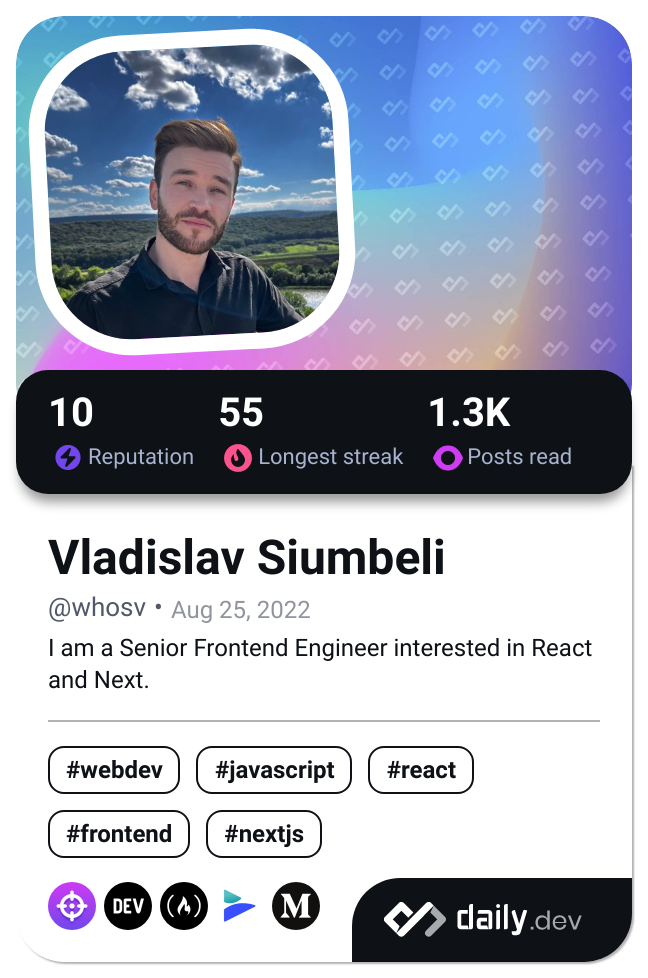 10 55 1.3K
Reputation Longest streak Posts read
Vladislav Siumbeli
@whosv • Aug 25, 2022
I am a Senior Frontend Engineer interested in React
and Next.
#webdev #javascript #react
#frontend #nextjs
DEV M daily.dev